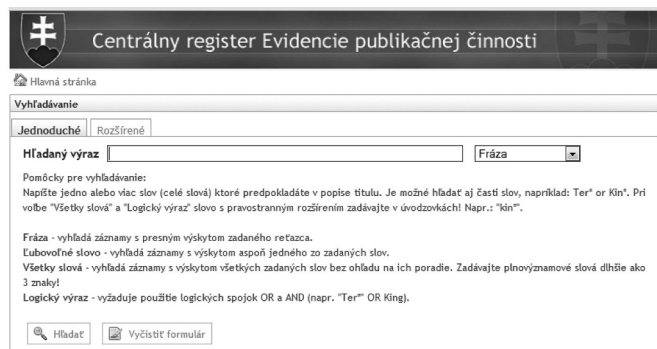 Centrálny register Evidencie publikačnej činnosti
Hlavná stránka
Vyhľadávanie
Jednoduché Rozšírené
Hľadaný výraz Fráza
Pomôcky pre vyhľadávanie:
Napíšte jedno alebo viac slov (celé slová) ktoré predpokladáte v popise titulu. Je možné hľadať aj časti slov, napríklad: Ter* or Kin*. Pri
voľbe "Všetky slová" a "Logický výraz" slovo s pravostranným rozšírením zadávajte v úvodzovkách! Napr.: "kin*".
Fráza - vyhľadá záznamy s presným výskytom zadaného reťazca.
Ľubovoľné slovo - vyhľadá záznamy s výskytom aspoň jedného zo zadaných slov.
Všetky slová - vyhľadá záznamy s výskytom všetkých zadaných slov bez ohľadu na ich poradie. Zadávajte plnovýznamové slová dlhšie ako
3 znaky!
Logický výraz - vyžaduje použitie logických spojok OR a AND (napr. "Ter*" OR King).
Hľadať Vyčistiť formulár